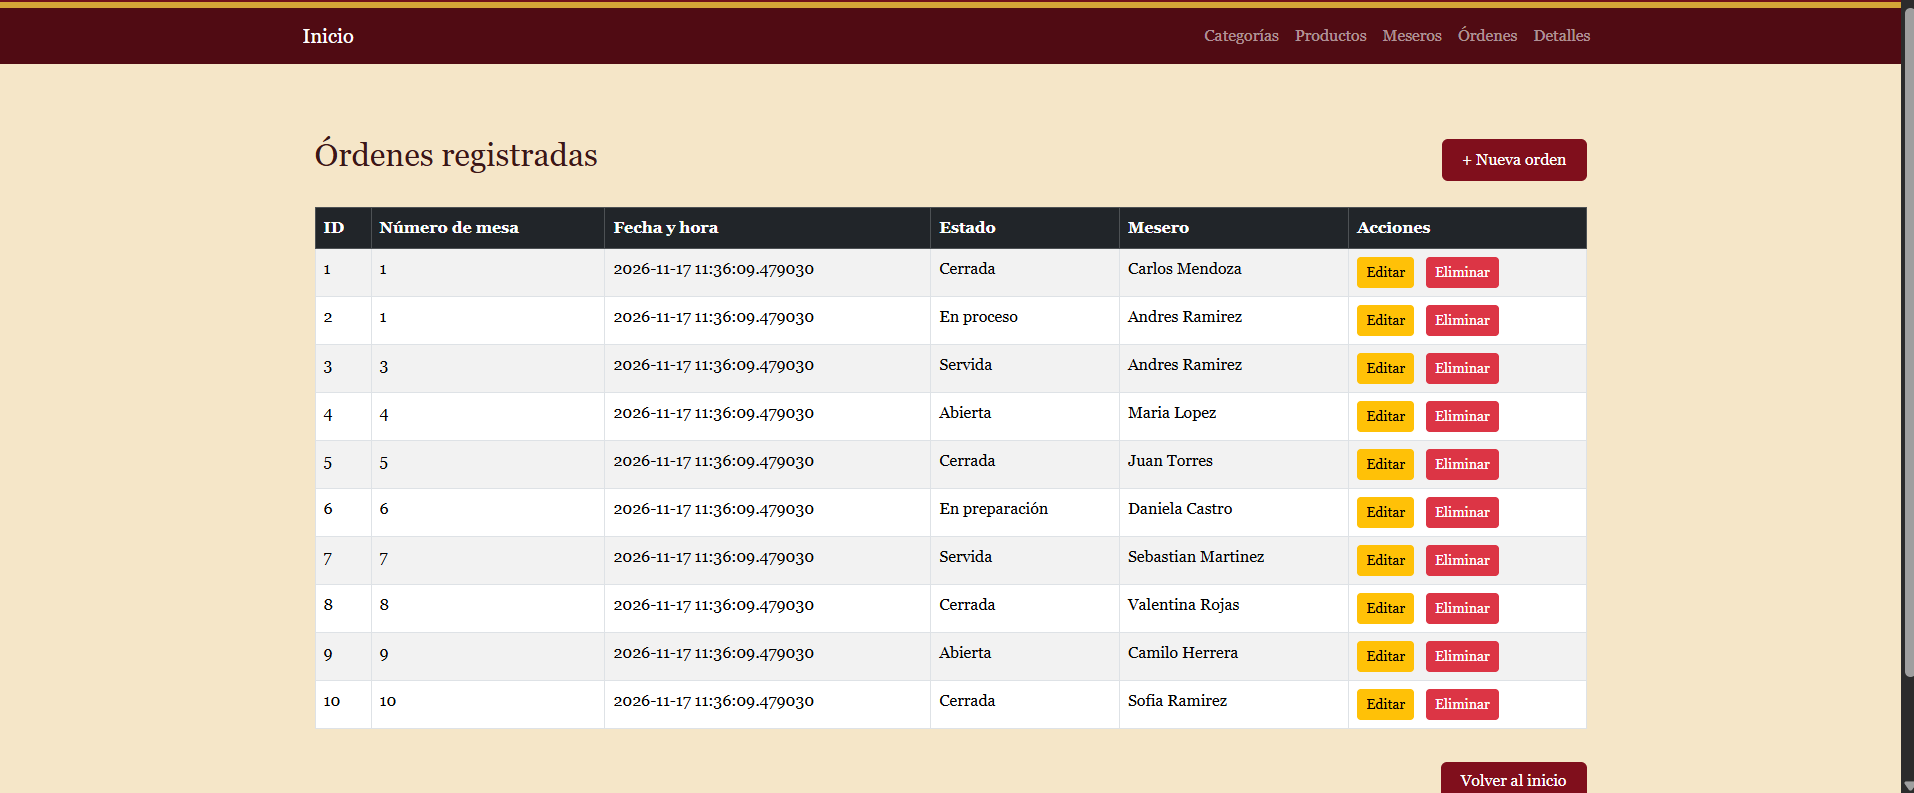 Inicio Categorías Productos Meseros Órdenes Detalles
Órdenes registradas + Nueva orden
ID Número de mesa Fecha y hora Estado Mesero Acciones
1 1 2026-11-17 11:36:09.479030 Cerrada Carlos Mendoza Editar Eliminar
2 1 2026-11-17 11:36:09.479030 En proceso Andres Ramirez Editar Eliminar
3 3 2026-11-17 11:36:09.479030 Servida Andres Ramirez Editar Eliminar
4 4 2026-11-17 11:36:09.479030 Abierta Maria Lopez Editar Eliminar
5 5 2026-11-17 11:36:09.479030 Cerrada Juan Torres Editar Eliminar
6 6 2026-11-17 11:36:09.479030 En preparación Daniela Castro Editar Eliminar
7 7 2026-11-17 11:36:09.479030 Servida Sebastian Martinez Editar Eliminar
8 8 2026-11-17 11:36:09.479030 Cerrada Valentina Rojas Editar Eliminar
9 9 2026-11-17 11:36:09.479030 Abierta Camilo Herrera Editar Eliminar
10 10 2026-11-17 11:36:09.479030 Cerrada Sofia Ramirez Editar Eliminar
Volver al inicio